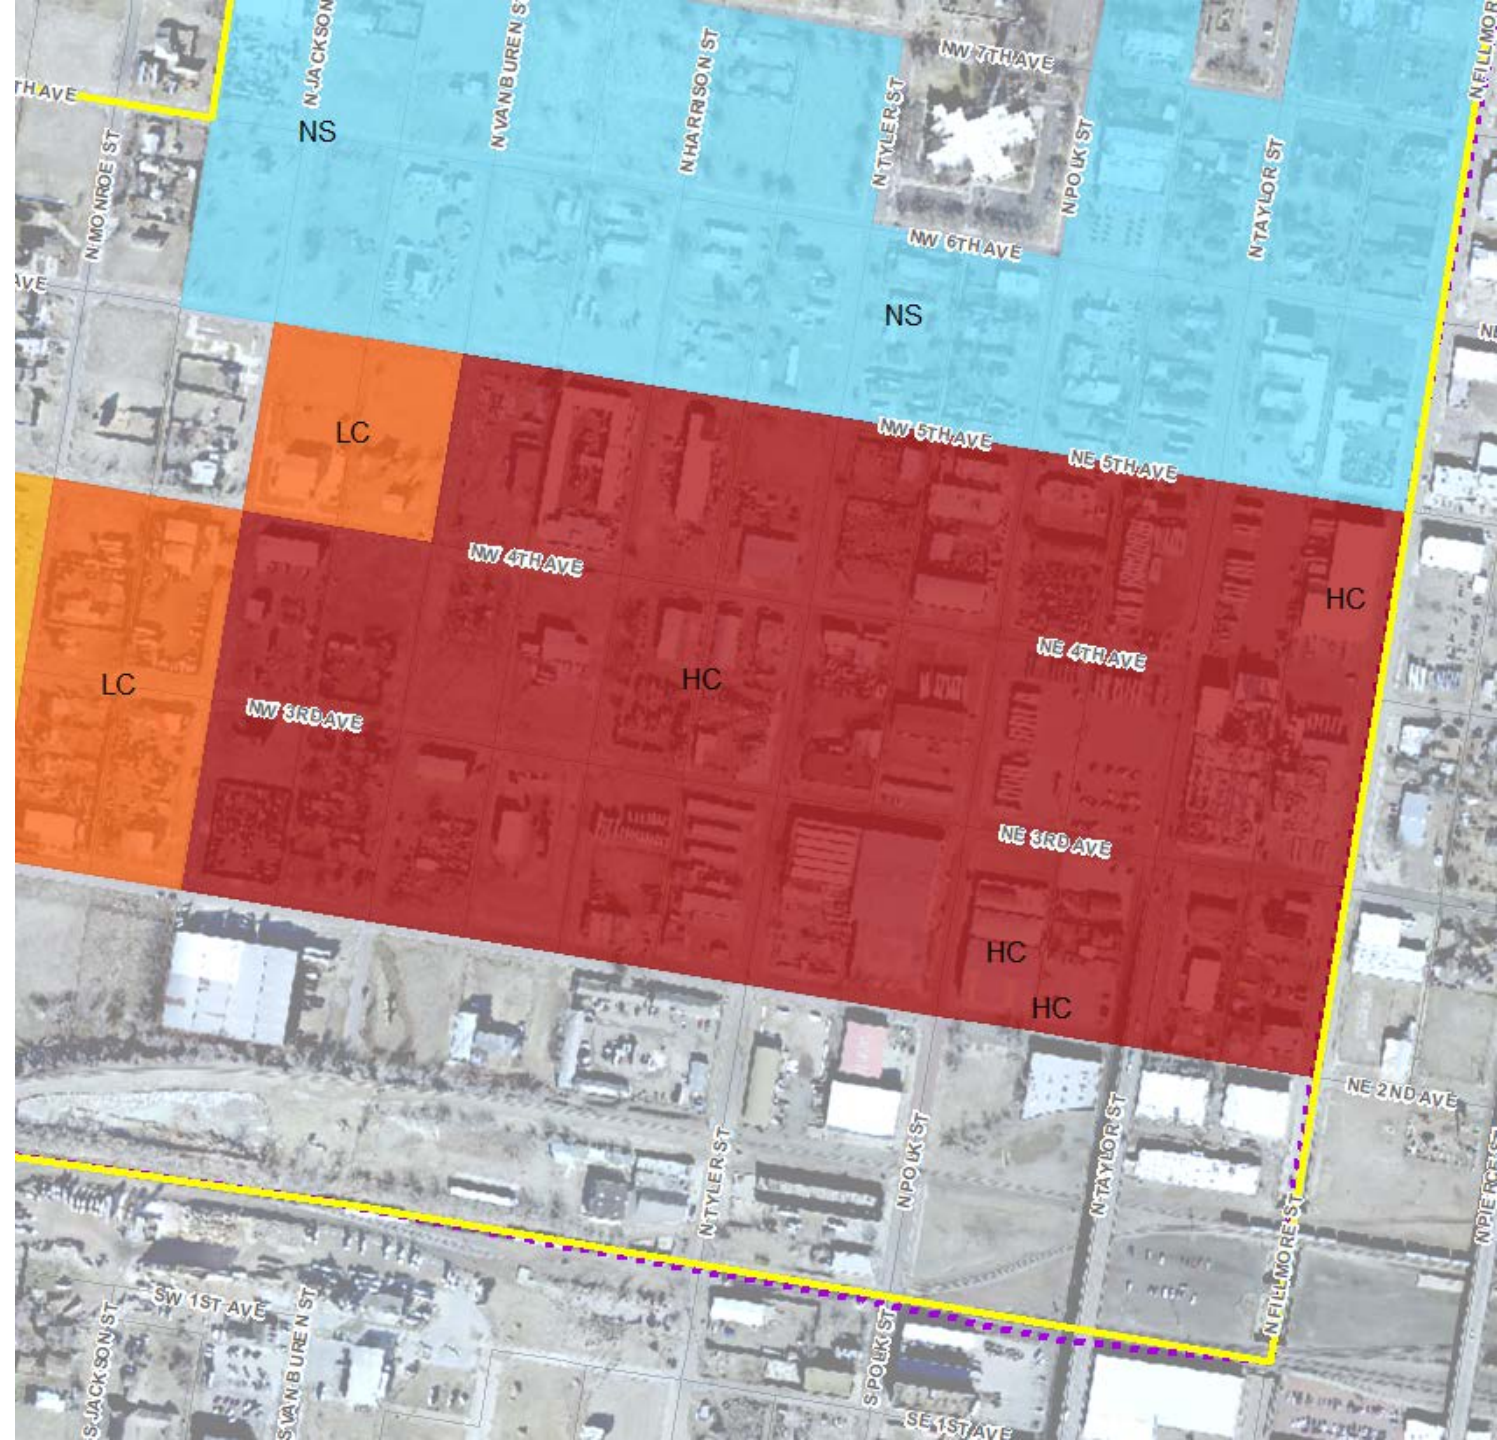 N JACKSON
N VAN BUREN S
N HARRISON ST
NW 7TH AVE
N FILLMOR
TH AVE
NS
N TYLER ST
N POLK ST
N MONROE ST
N TAYLOR ST
NW 6TH AVE
AVE
NS
NE
LC
NW 5TH AVE
NE 5TH AVE
NW 4TH AVE
HC
NE 4TH AVE
LC
HC
NW 3RD AVE
NE 3RD AVE
HC
HC
NE 2ND AVE
N TYLER ST
N POLK ST
N TAYLOR ST
N PIERCE ST
N FILLMORE ST
SW 1ST AVE
S JACKSON ST
S VAN BUREN ST
S POLK ST
SE 1ST AVE